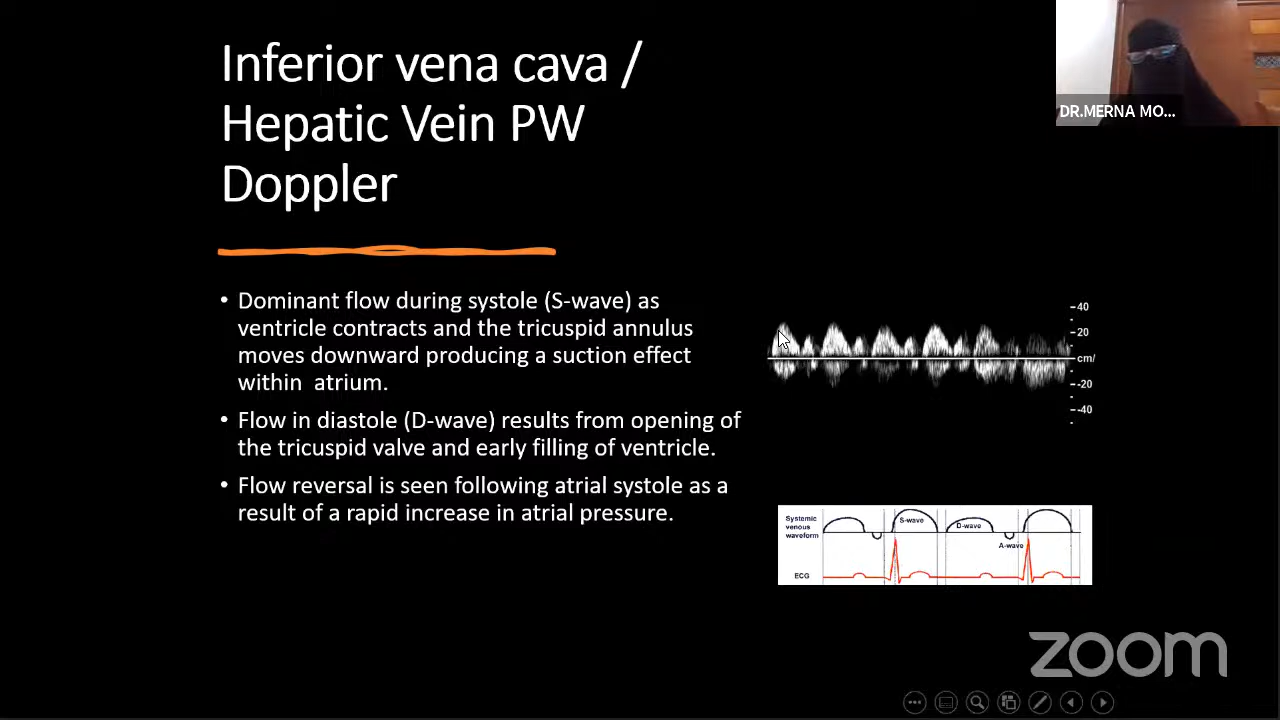 Inferior vena cava /
Hepatic Vein PW
Doppler
DR.MERNA MO...
• Dominant flow during systole (S-wave) as
ventricle contracts and the tricuspid annulus
moves downward producing a suction effect
within atrium.
• Flow in diastole (D-wave) results from opening of
the tricuspid valve and early filling of ventricle.
• Flow reversal is seen following atrial systole as a
result of a rapid increase in atrial pressure.
40
20
cm/
-20
-40
Systemic
venous
waveform
S-wave
D-wave
A-wave
ECG
zoom